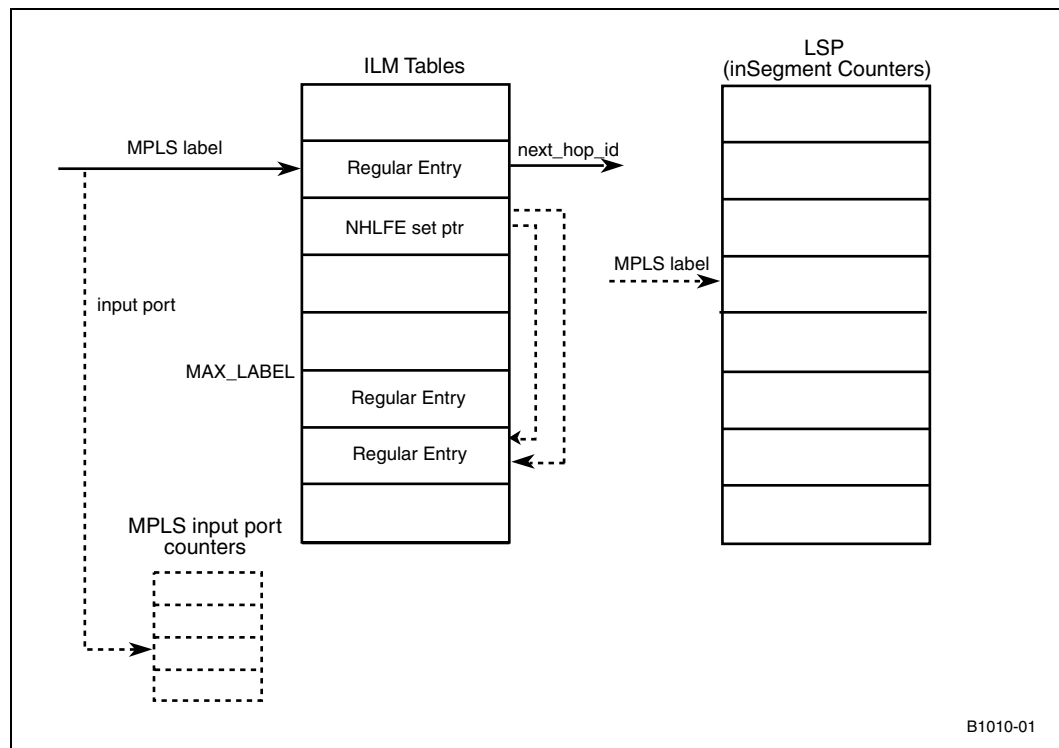 ILM Tables
LSP
(inSegment Counters)
MPLS label
Regular Entry
next_hop_id
NHLFE set ptr
MPLS label
input port
MAX_LABEL
Regular Entry
Regular Entry
MPLS input port
counters
B1010-01